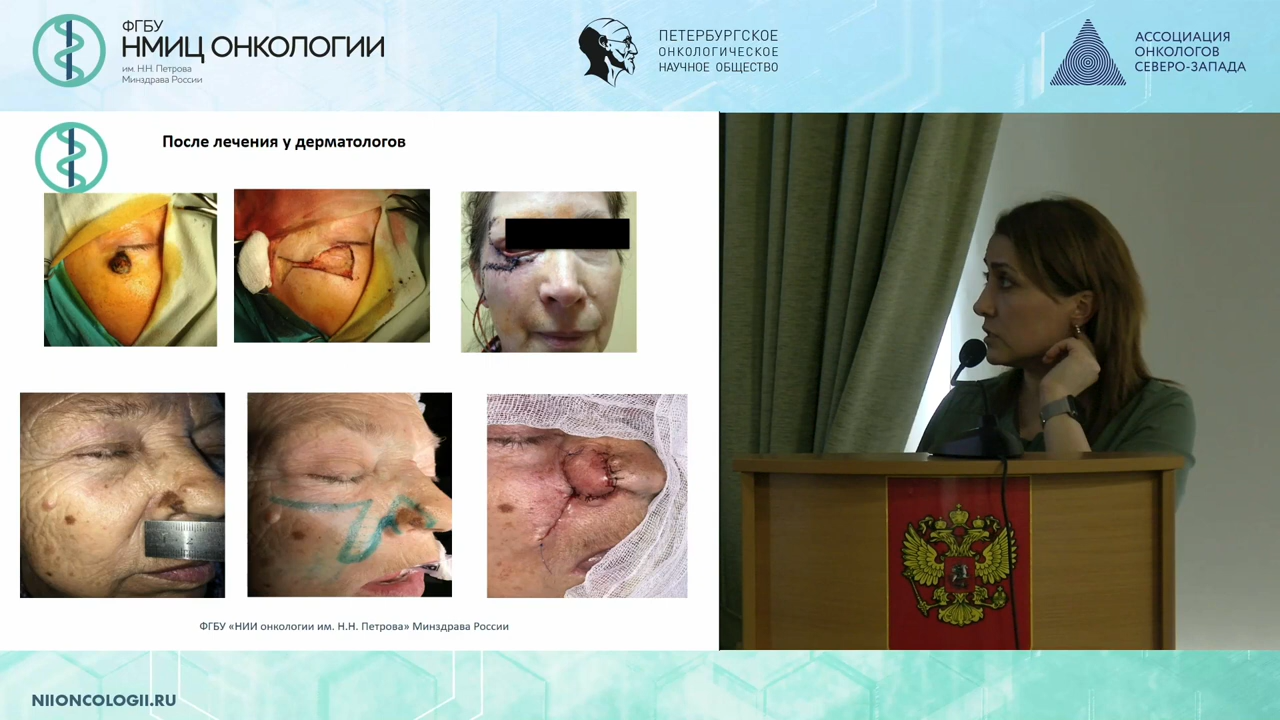 ФГБУ
НМИЦ ОНКОЛОГИИ
им. Н.Н. Петрова
Минздрава России
ПЕТЕРБУРГСКОЕ
ОНКОЛОГИЧЕСКОЕ
НАУЧНОЕ ОБЩЕСТВО
АССОЦИАЦИЯ
ОНКОЛОГОВ
СЕВЕРО-ЗАПАДА
После лечения у дерматологов
ФГБУ «НИИ онкологии им. Н.Н. Петрова» Минздрава России
NIIONCOLOGII.RU